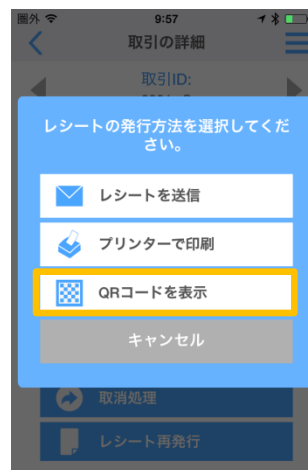 圏外 9:57
取引の詳細
取引ID:
レシートの発行方法を選択してくだ
さい。
レシートを送信
プリンターで印刷
QRコードを表示
キャンセル
取消処理
レシート再発行